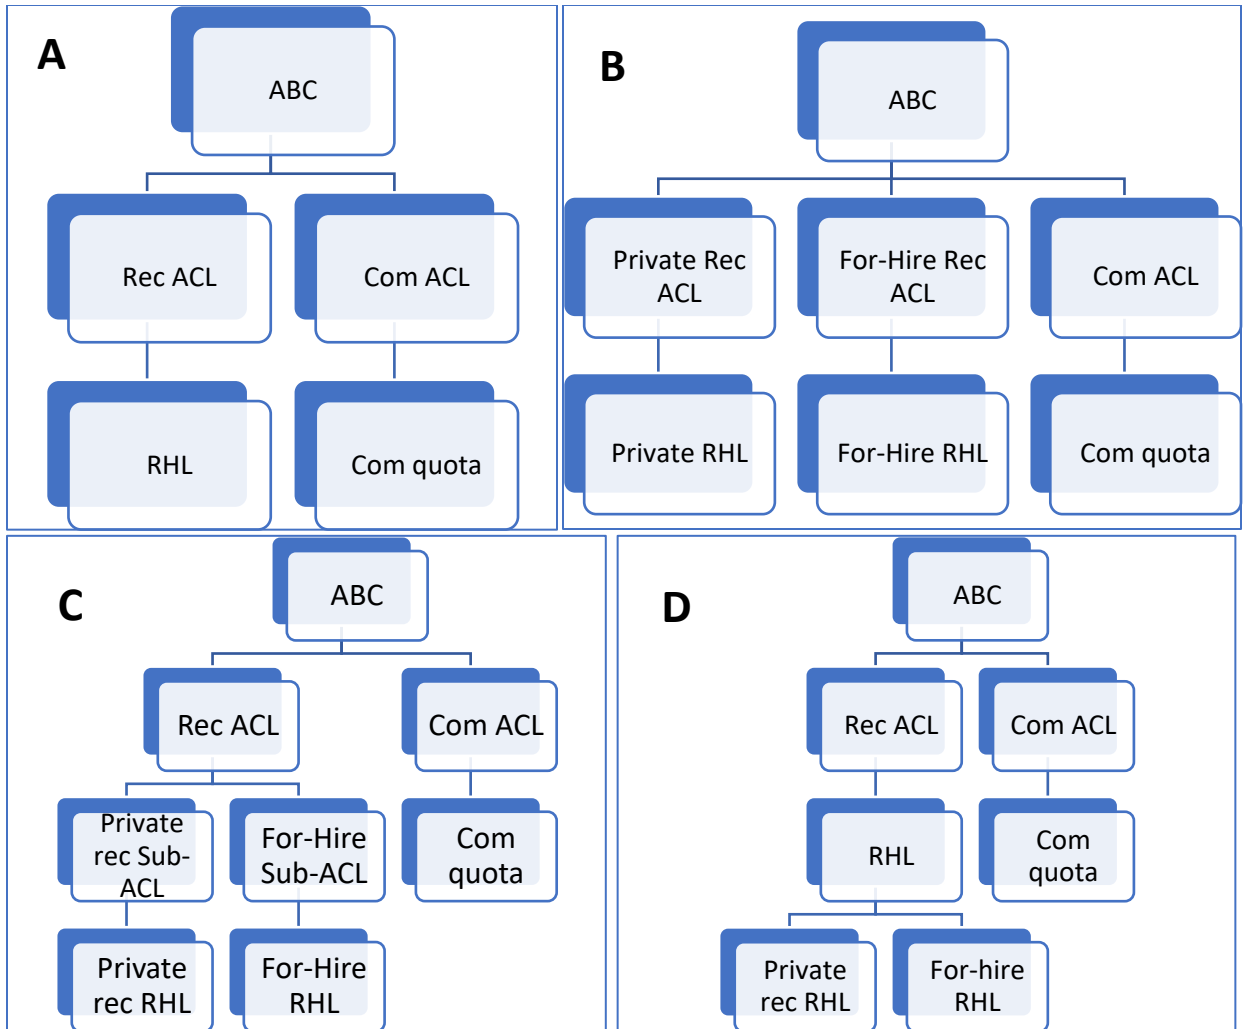 A
ABC
Rec ACL
Com ACL
RHL
Com quota
B
ABC
Private Rec
ACL
For-Hire Rec
ACL
Com ACL
Private RHL
For-Hire RHL
Com quota
C
ABC
Rec ACL
Com ACL
Private
rec Sub-
ACL
For-Hire
Sub-ACL
Com
quota
Private
rec RHL
For-Hire
RHL
D
ABC
Rec ACL
Com ACL
RHL
Com
quota
Private
rec RHL
For-hire
RHL